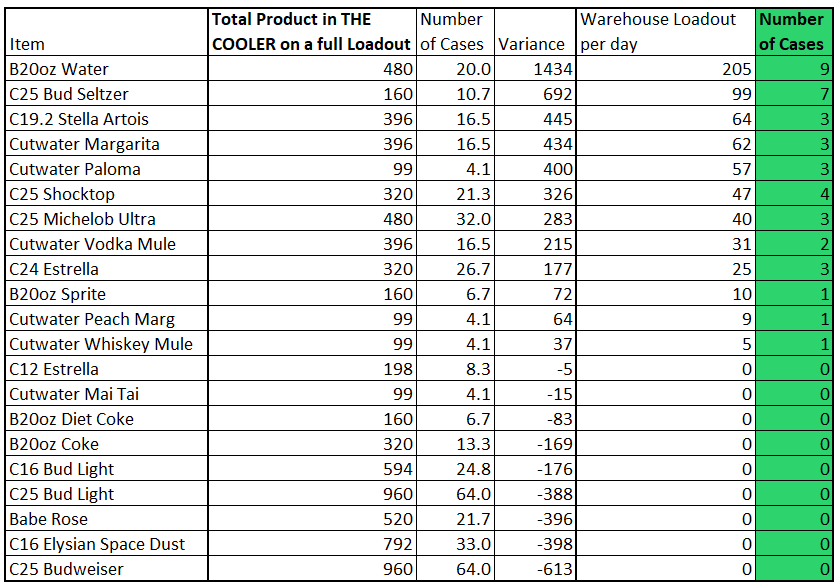 Item Total Product in THE COOLER on a full Loadout Number of Cases Variance Warehouse Loadout per day Number of Cases
B20oz Water 480 20.0 1434 205 9
C25 Bud Seltzer 160 10.7 692 99 7
C19.2 Stella Artois 396 16.5 445 64 3
Cutwater Margarita 396 16.5 434 62 3
Cutwater Paloma 99 4.1 400 57 3
C25 Shocktop 320 21.3 326 47 4
C25 Michelob Ultra 480 32.0 283 40 3
Cutwater Vodka Mule 396 16.5 215 31 2
C24 Estrella 320 26.7 177 25 3
B20oz Sprite 160 6.7 72 10 1
Cutwater Peach Marg 99 4.1 64 9 1
Cutwater Whiskey Mule 99 4.1 37 5 1
C12 Estrella 198 8.3 -5 0 0
Cutwater Mai Tai 99 4.1 -15 0 0
B20oz Diet Coke 160 6.7 -83 0 0
B20oz Coke 320 13.3 -169 0 0
C16 Bud Light 594 24.8 -176 0 0
C25 Bud Light 960 64.0 -388 0 0
Babe Rose 520 21.7 -396 0 0
C16 Elysian Space Dust 792 33.0 -398 0 0
C25 Budweiser 960 64.0 -613 0 0